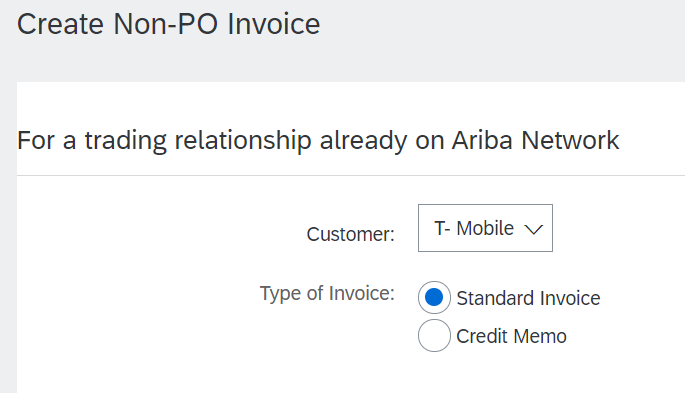 Create Non-PO Invoice
For a trading relationship already on Ariba Network
Customer: T- Mobile
Type of Invoice: Standard Invoice
Credit Memo